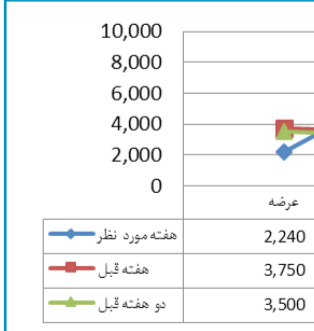 10,000
8,000
6,000
4,000
2,000
0
عرضه
هفته مورد نظر 2,240
هفته قبل 3,750
دو هفته قبل 3,500